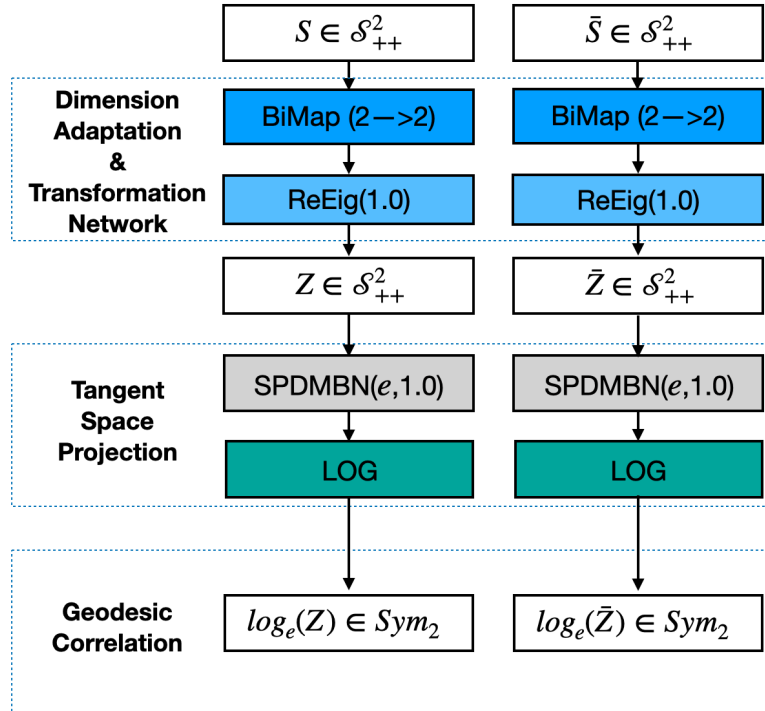 S ∈ 𝒮²₊₊
S̄ ∈ 𝒮²₊₊
Dimension
Adaptation
&
Transformation
Network
BiMap (2—>2)
BiMap (2—>2)
ReEig(1.0)
ReEig(1.0)
Z ∈ 𝒮²₊₊
Z̄ ∈ 𝒮²₊₊
Tangent
Space
Projection
SPDMBN(e,1.0)
SPDMBN(e,1.0)
LOG
LOG
Geodesic
Correlation
logₑ(Z) ∈ Sym₂
logₑ(Z̄) ∈ Sym₂